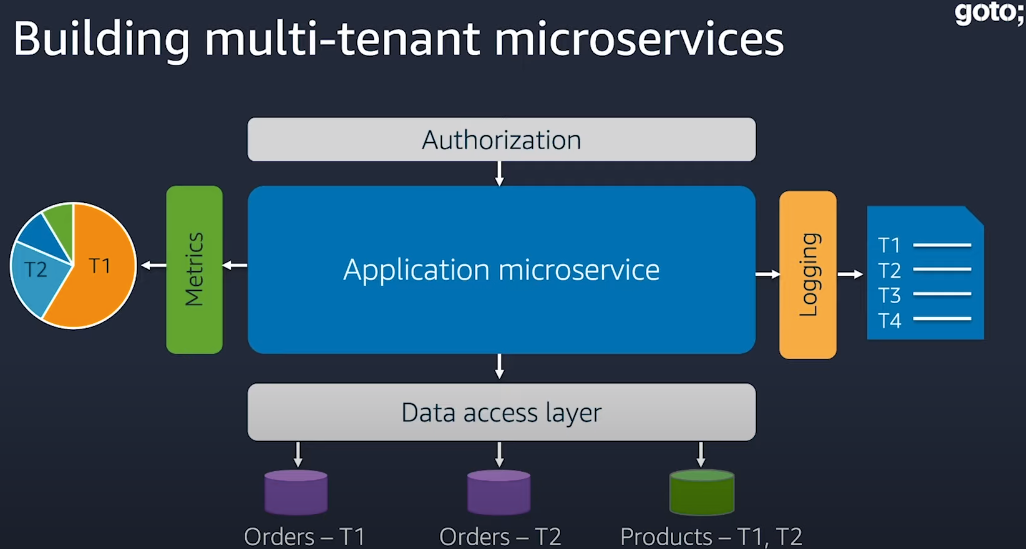 goto;
Building multi-tenant microservices
Authorization
T1
T2
Metrics
Application microservice
Logging
T1
T2
T3
T4
Data access layer
Orders – T1
Orders – T2
Products – T1, T2